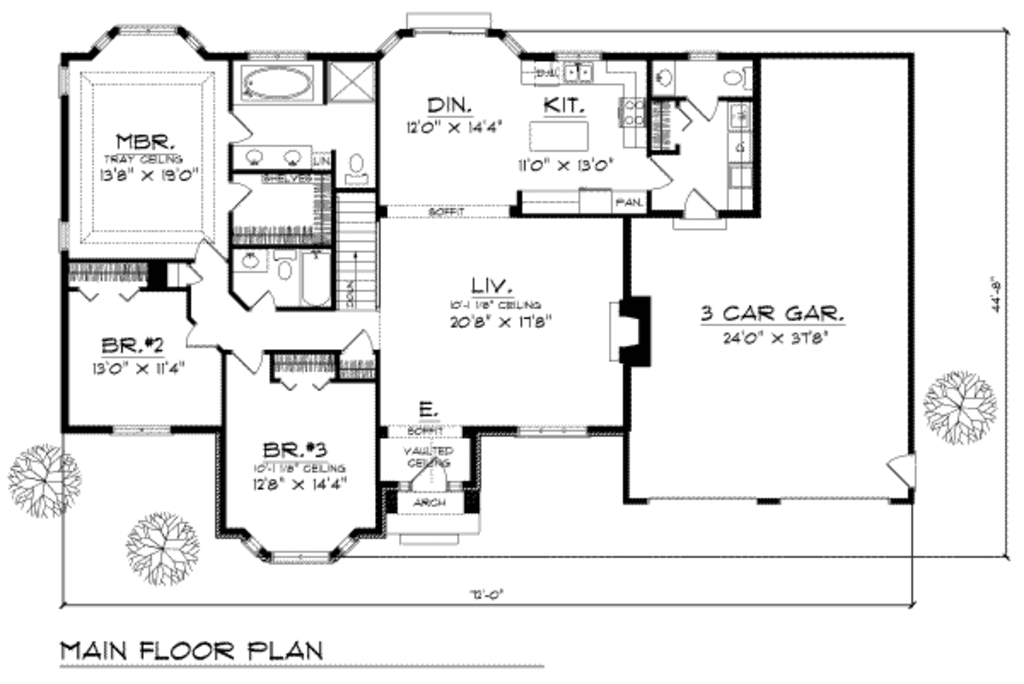 MBR.
TRAY CEILING
13'8" X 19'0"
LIN.
SHELVES
DIN.
12'0" X 14'4"
D.W.
KIT.
11'0" X 13'0"
PAN.
SOFFIT
LIV.
10'-1 1/8" CEILING
20'8" X 17'8"
DOWN
3 CAR GAR.
24'0" X 37'8"
44'-8"
BR.#2
13'0" X 11'4"
BR.#3
10'-1 1/8" CEILING
12'8" X 14'4"
E.
SOFFIT
VAULTED
CEILING
ARCH
72'-0"
MAIN FLOOR PLAN